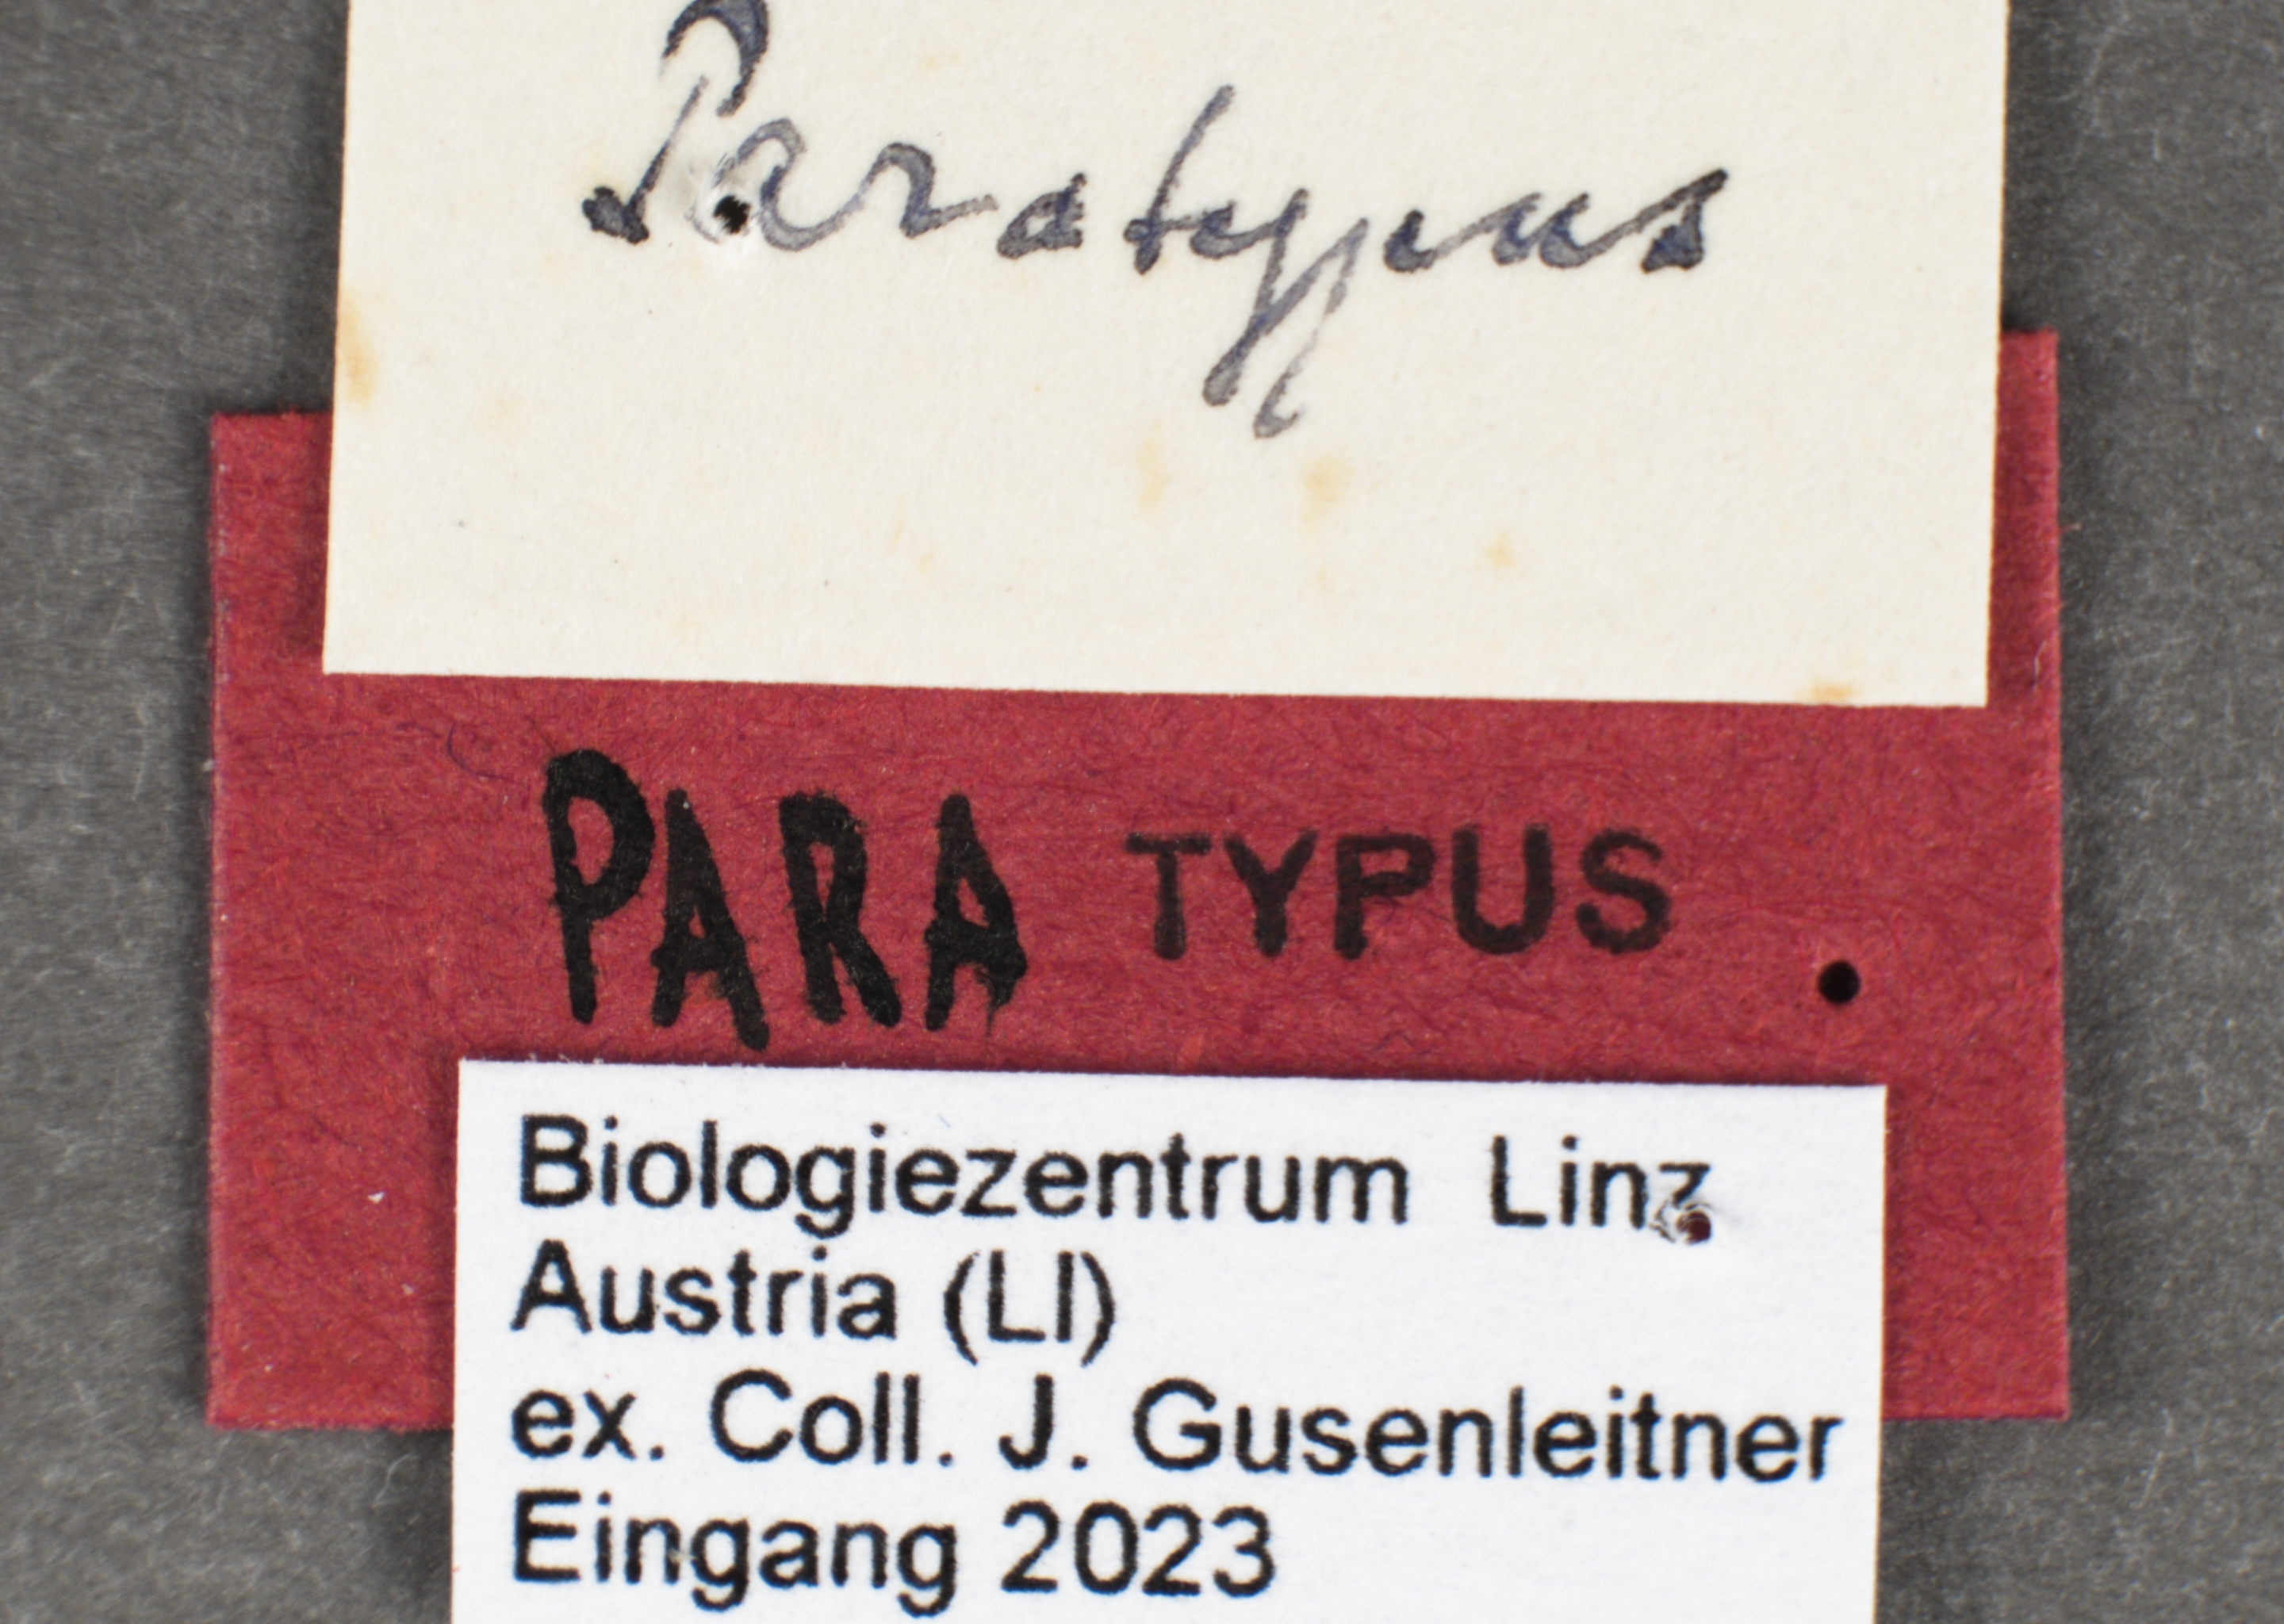 Paratypus
PARA TYPUS
Biologiezentrum Linz
Austria (LI)
ex. Coll. J. Gusenleitner
Eingang 2023